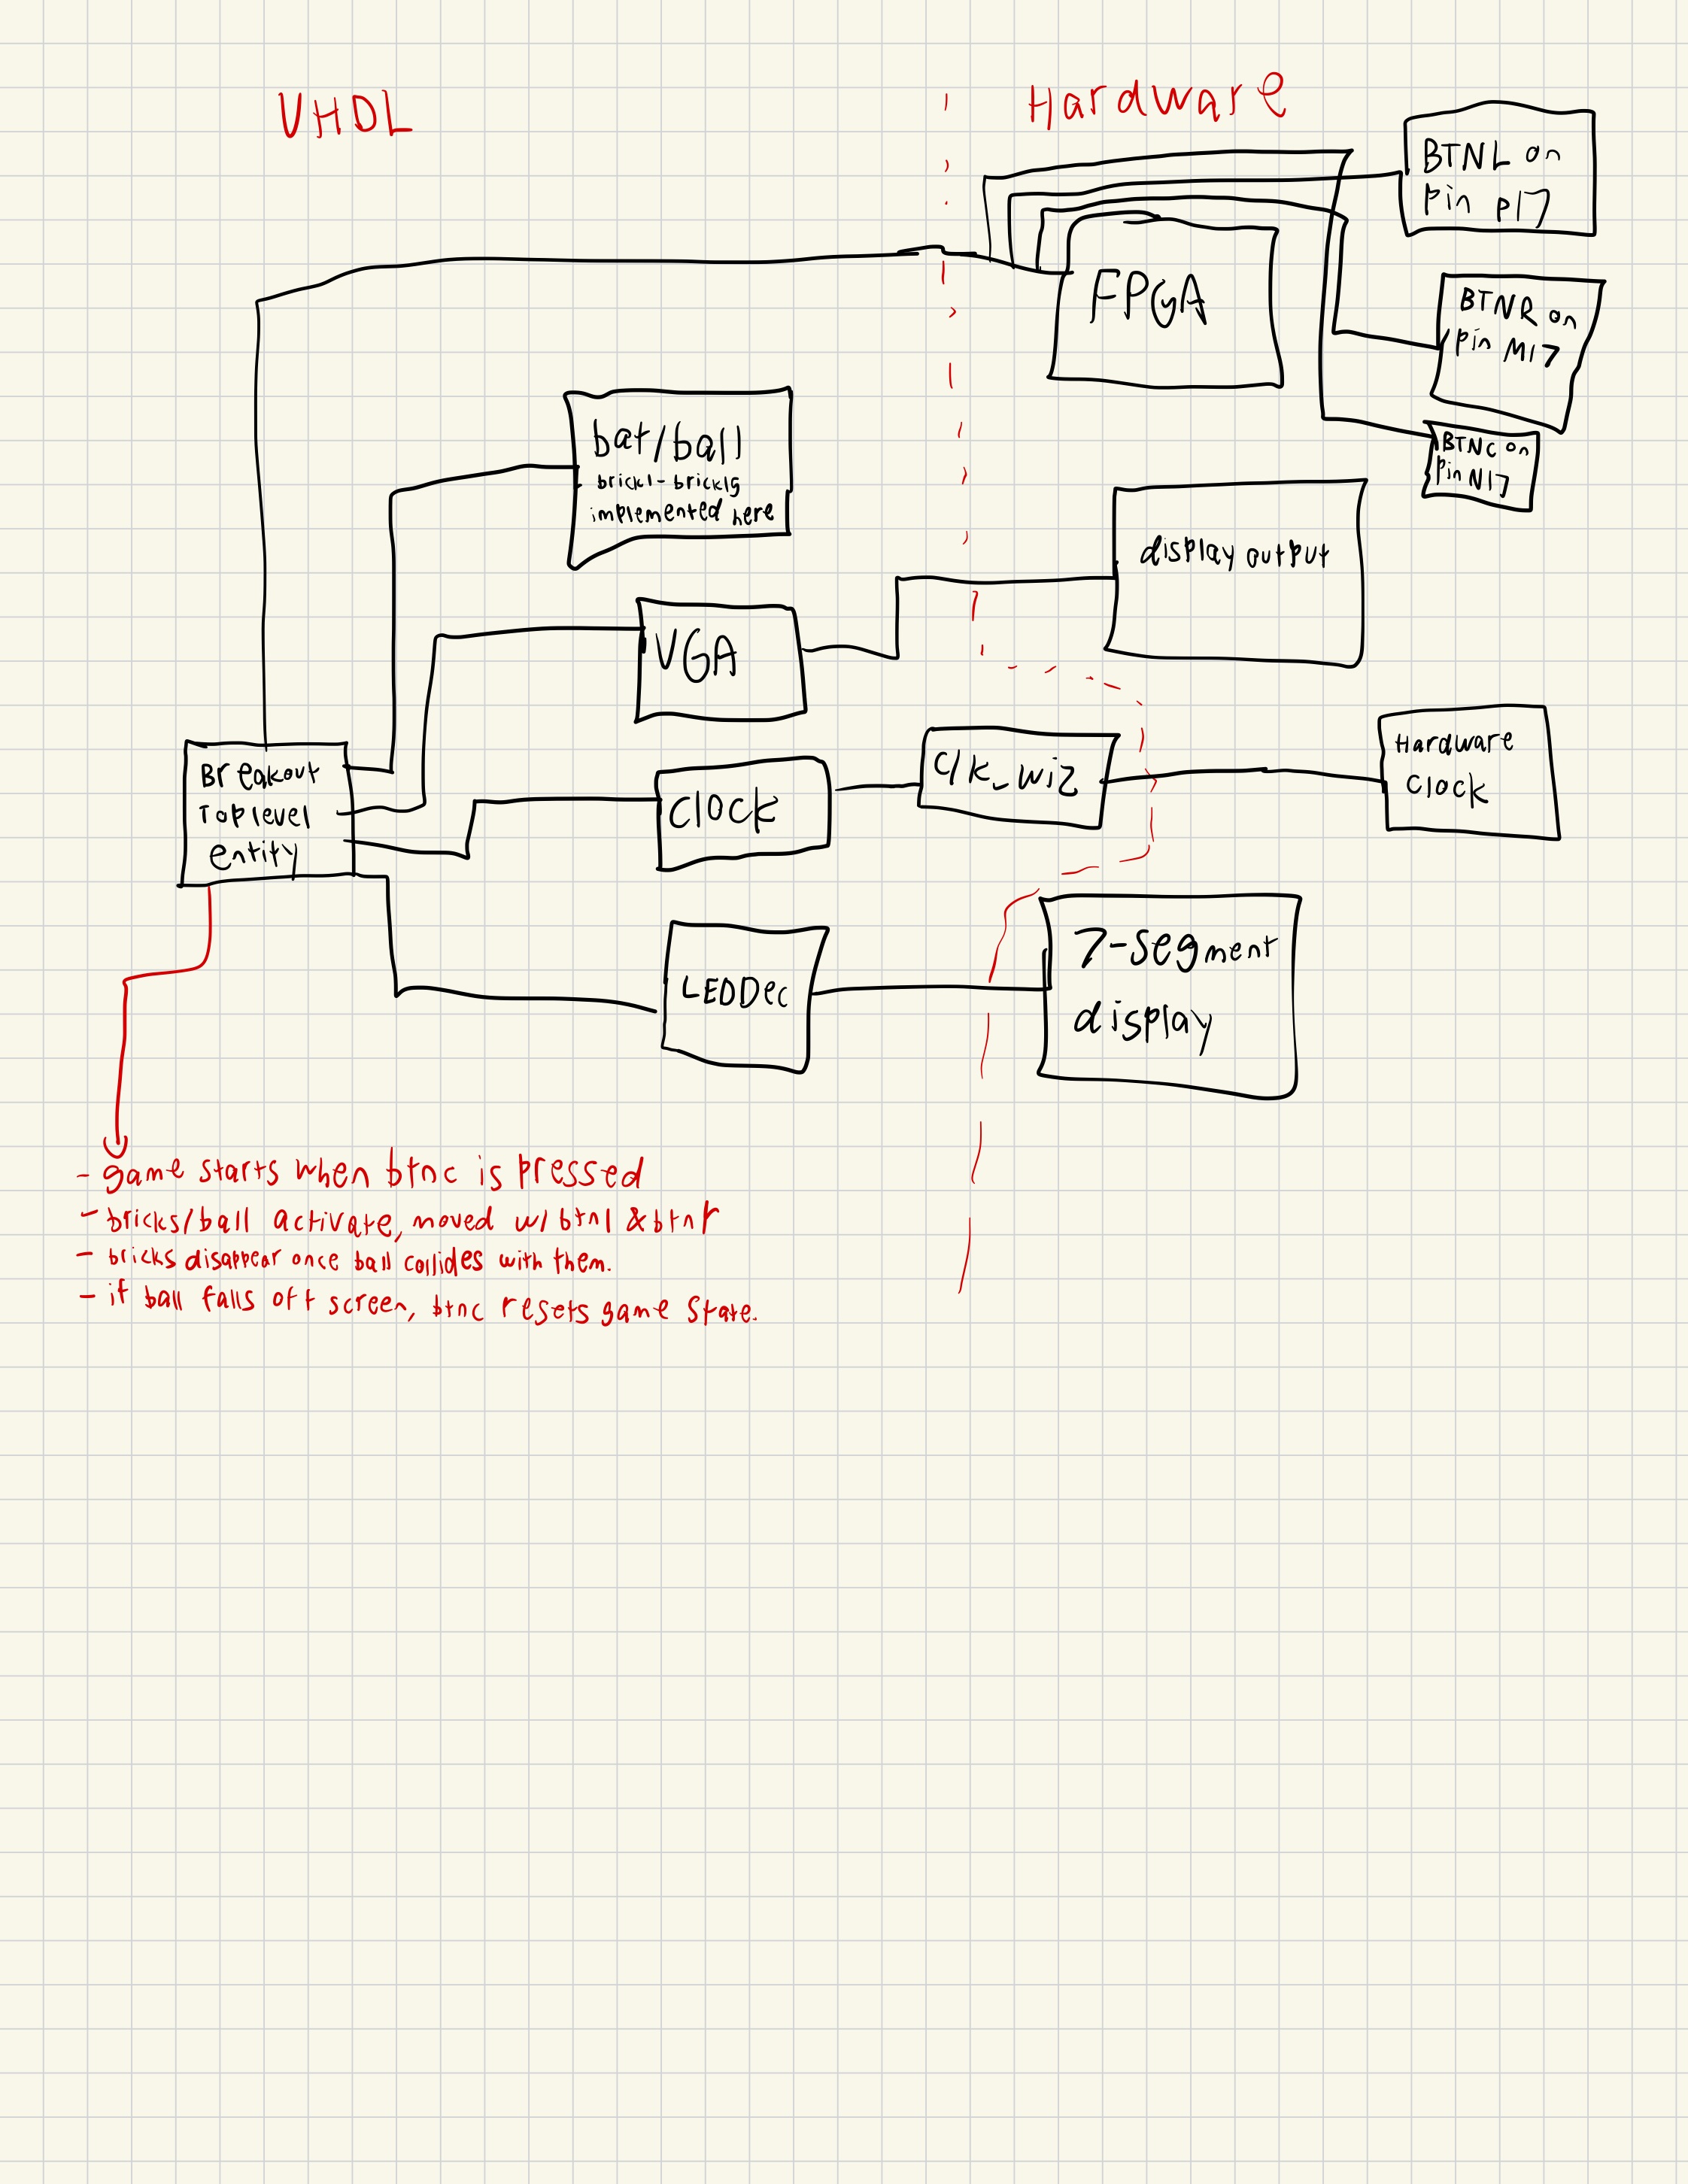 VHDL
Hardware
BTNL on
pin p17
FPGA
BTNR on
pin M17
BTNC on
pin N17
bat/ball
brick1-brick19
implemented here
display output
VGA
Breakout
Top level
entity
Clock
clk_wiz
Hardware
Clock
LEDDec
7-segment
display
- game starts when btnc is pressed
- bricks/ball activate, moved w/ btnl & btnr
- bricks disappear once ball collides with them.
- if ball falls off screen, btnc resets game state.